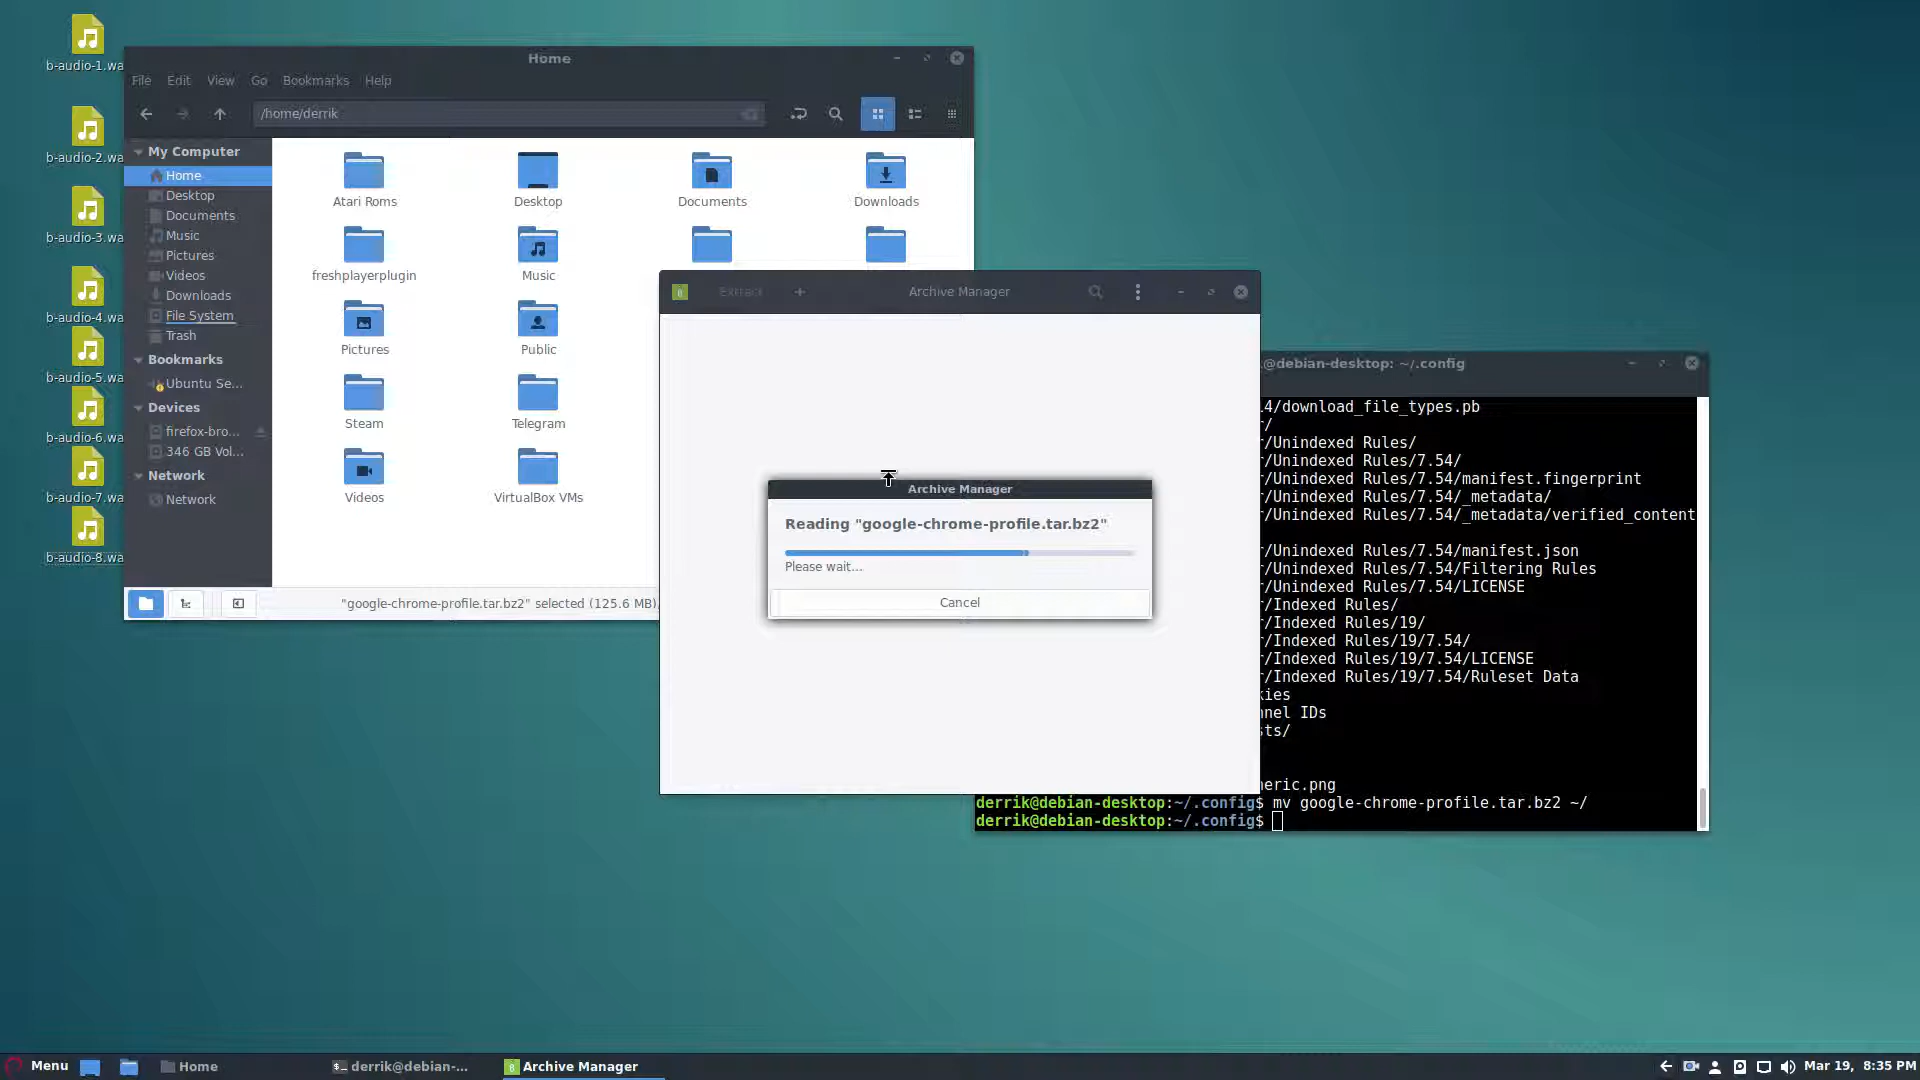 b-audio-1.wa
b-audio-2.wa
b-audio-3.wa
b-audio-4.wa
b-audio-5.wa
b-audio-6.wa
b-audio-7.wa
b-audio-8.wa
Home
File Edit View Go Bookmarks Help
/home/derrik
My Computer
Home
Desktop
Documents
Music
Pictures
Videos
Downloads
File System
Trash
Bookmarks
Ubuntu Se...
Devices
firefox-bro...
346 GB Vol...
Network
Network
Atari Roms
Desktop
Documents
Downloads
freshplayerplugin
Music
Pictures
Public
Steam
Telegram
Videos
VirtualBox VMs
"google-chrome-profile.tar.bz2" selected (125.6 MB)
Extract
Archive Manager
Archive Manager
Reading "google-chrome-profile.tar.bz2"
Please wait...
Cancel
@debian-desktop: ~/.config
4/download_file_types.pb
r/
r/Unindexed Rules/
r/Unindexed Rules/7.54/
r/Unindexed Rules/7.54/manifest.fingerprint
r/Unindexed Rules/7.54/_metadata/
r/Unindexed Rules/7.54/_metadata/verified_content
r/Unindexed Rules/7.54/manifest.json
r/Unindexed Rules/7.54/Filtering Rules
r/Unindexed Rules/7.54/LICENSE
r/Indexed Rules/
r/Indexed Rules/19/
r/Indexed Rules/19/7.54/
r/Indexed Rules/19/7.54/LICENSE
r/Indexed Rules/19/7.54/Ruleset Data
kies
nnel IDs
sts/
neric.png
derrik@debian-desktop:~/.config$ mv google-chrome-profile.tar.bz2 ~/
derrik@debian-desktop:~/.config$
Menu
Home
derrik@debian-...
Archive Manager
Mar 19, 8:35 PM